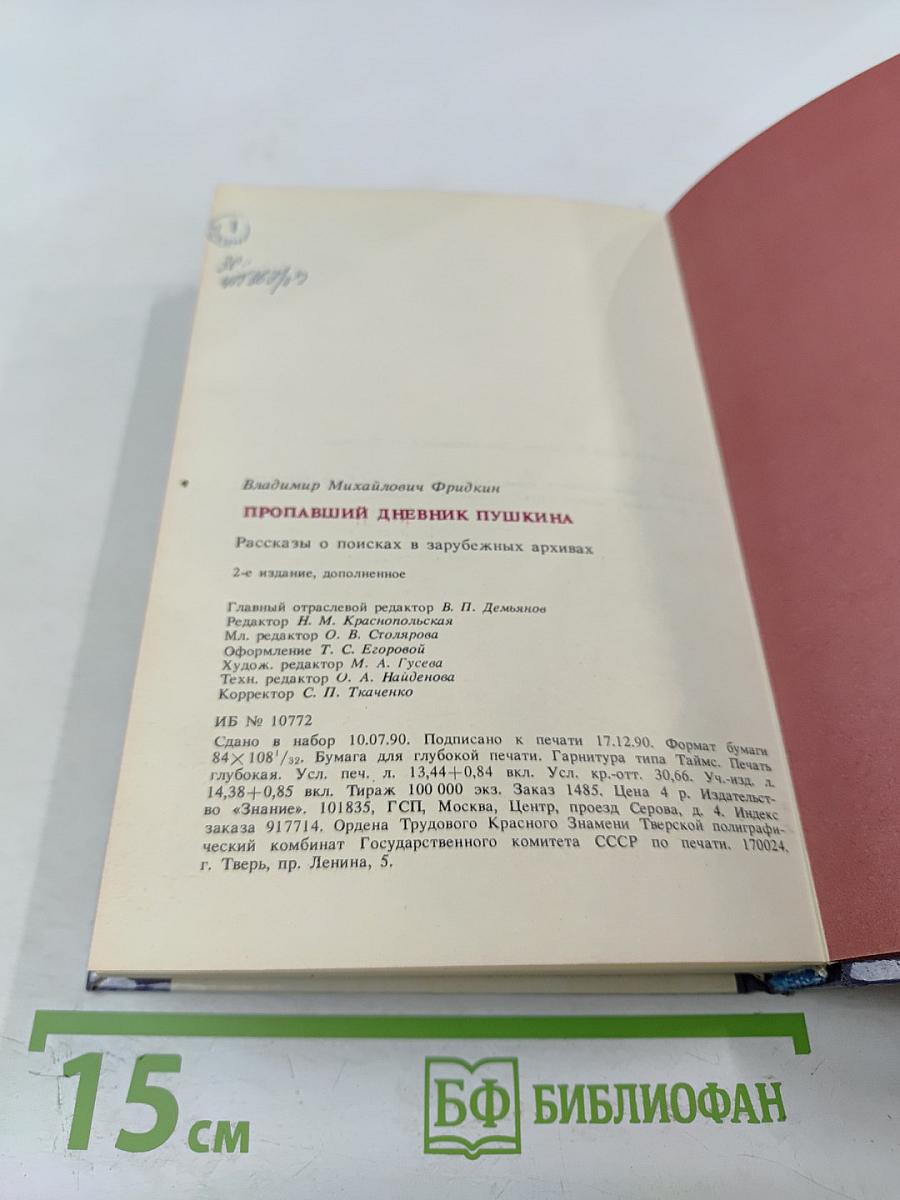 1
Владимир Михайлович Фридкин
ПРОПАВШИЙ ДНЕВНИК ПУШКИНА
Рассказы о поисках в зарубежных архивах
2-е издание, дополненное
Главный отраслевой редактор В. П. Демьянов
Редактор Н. М. Краснопольская
Мл. редактор О. В. Столярова
Оформление Т. С. Егоровой
Худож. редактор М. А. Гусева
Техн. редактор О. А. Найденова
Корректор С. П. Ткаченко
ИБ № 10772
Сдано в набор 10.07.90. Подписано к печати 17.12.90. Формат бумаги
84×108¹/₃₂. Бумага для глубокой печати. Гарнитура типа Таймс. Печать
глубокая. Усл. печ. л. 13,44+0,84 вкл. Усл. кр.-отт. 30,66. Уч.-изд. л.
14,38+0,85 вкл. Тираж 100 000 экз. Заказ 1485. Цена 4 р. Издательст-
во «Знание». 101835, ГСП, Москва, Центр, проезд Серова, д. 4. Индекс
заказа 917714. Ордена Трудового Красного Знамени Тверской полиграфи-
ческий комбинат Государственного комитета СССР по печати. 170024,
г. Тверь, пр. Ленина, 5.
15 см
БФ БИБЛИОФАН